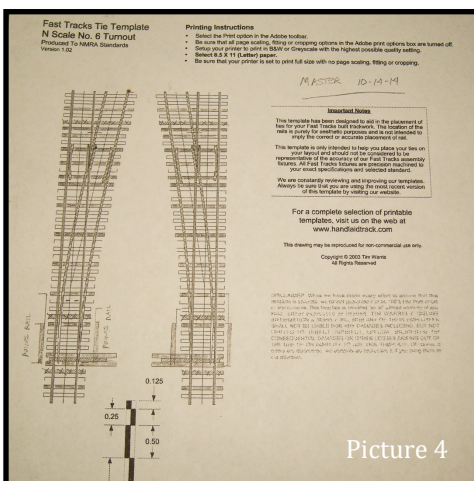 Fast Tracks Tie Template
N Scale No. 6 Turnout
Produced To NMRA Standards
Version 1.02
Printing Instructions
• Select the Print option in the Adobe toolbar.
• Be sure that all page scaling, fitting or cropping options in the Adobe print options box are turned off.
• Setup your printer to print in B&W or Greyscale with the highest possible quality setting.
• Select 8.5 X 11 (Letter) paper.
• Be sure that your printer is set to print full size with no page scaling, fitting or cropping.
MASTER 10-14-19
Important Notes
This template has been designed to aid in the placement of
ties for your Fast Tracks built trackwork. The location of the
rails is purely for aesthetic purposes and is not intended to
imply the correct or accurate placement of rail.
This template is only intended to help you place your ties on
your layout and should not be considered to be
representative of the accuracy of our Fast Tracks assembly
fixtures. All Fast Tracks fixtures are precision machined to
your exact specifications and selected standard.
We are constantly reviewing and improving our templates.
Always be sure that you are using the most recent version
of this template by visiting our website.
For a complete selection of printable
templates, visit us on the web at
www.handlaidtrack.com
This drawing may be reproduced for non-commercial use only.
Copyright © 2003 Tim Warris
All Rights Reserved
POINTS RAIL
POINTS RAIL
0.125
0.25
0.50
Picture 4